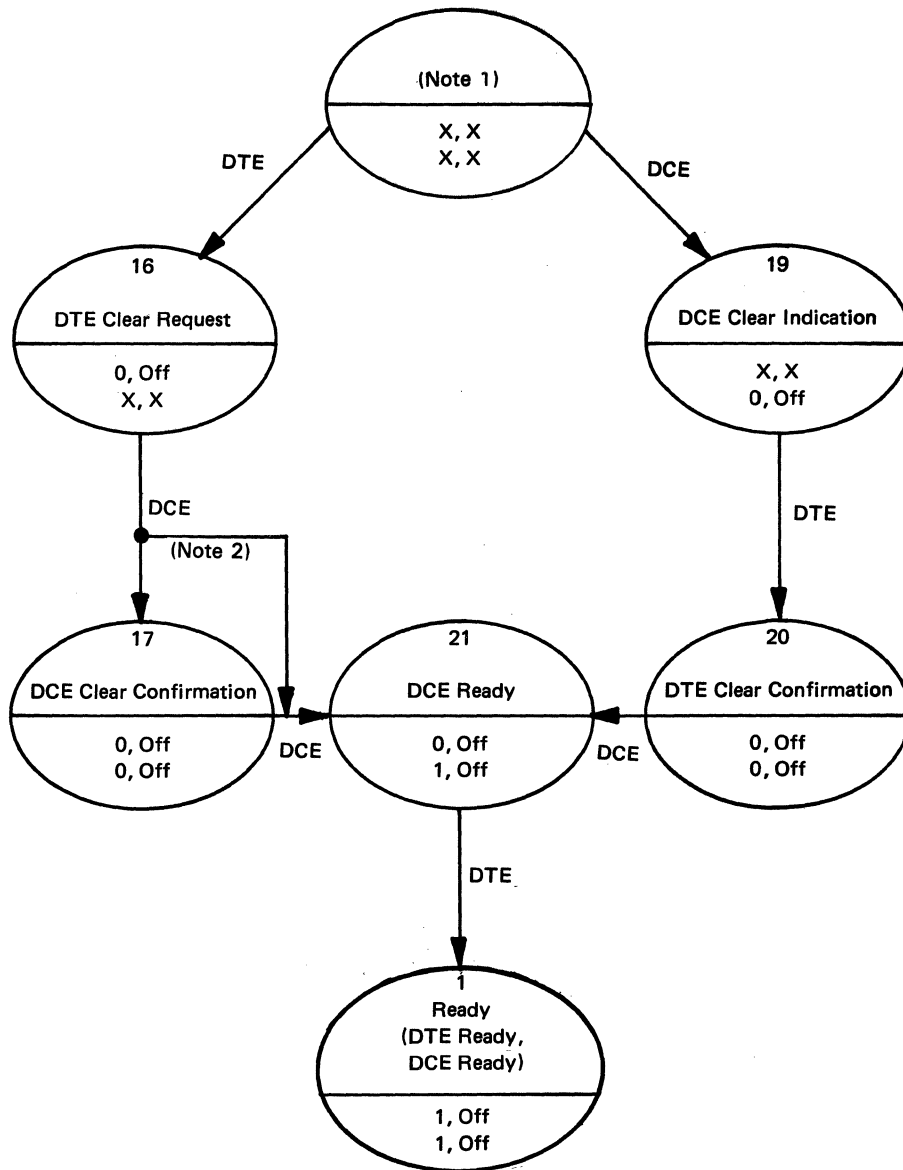 (Note 1)
X, X
X, X
DTE
DCE
16
DTE Clear Request
0, Off
X, X
19
DCE Clear Indication
X, X
0, Off
DCE
(Note 2)
DTE
17
DCE Clear Confirmation
0, Off
0, Off
21
DCE Ready
0, Off
1, Off
20
DTE Clear Confirmation
0, Off
0, Off
DCE
DCE
DTE
1
Ready
(DTE Ready,
DCE Ready)
1, Off
1, Off